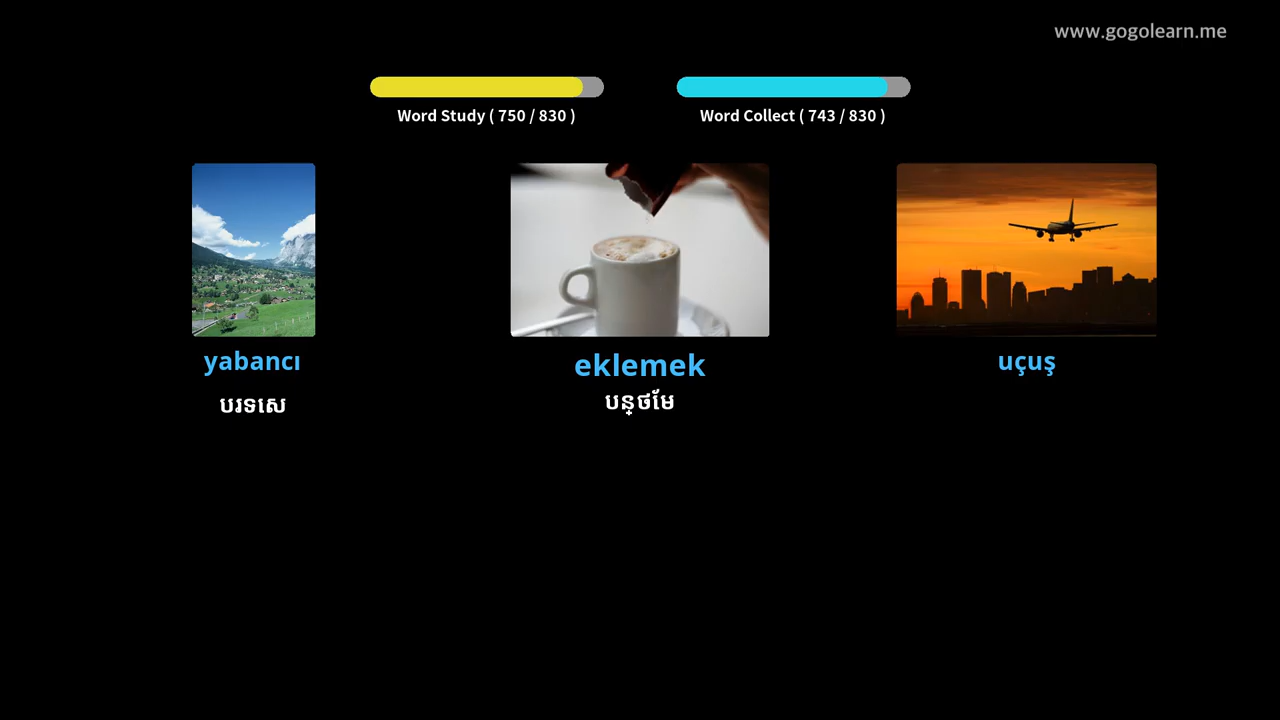 www.gogolearn.me
Word Study ( 750 / 830 )
Word Collect ( 743 / 830 )
yabancı
eklemek
uçuş
បរទសេ
បន្ថមែ